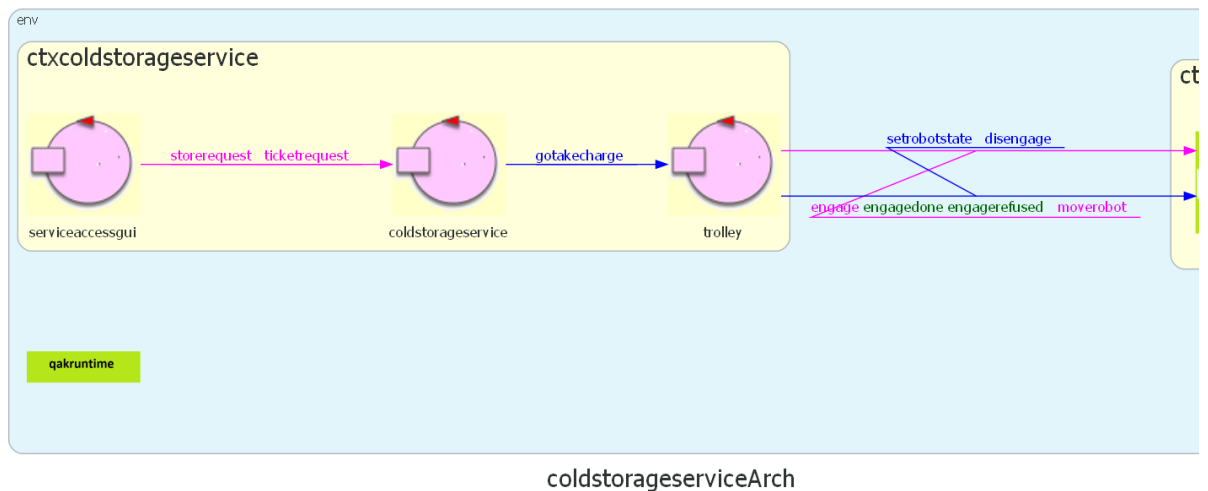 env
ctxcoldstorageservice
ct
storerequest ticketrequest
gotakecharge
setrobotstate disengage
engage engagedone engagerefused moverobot
serviceaccessgui
coldstorageservice
trolley
qakruntime
coldstorageserviceArch